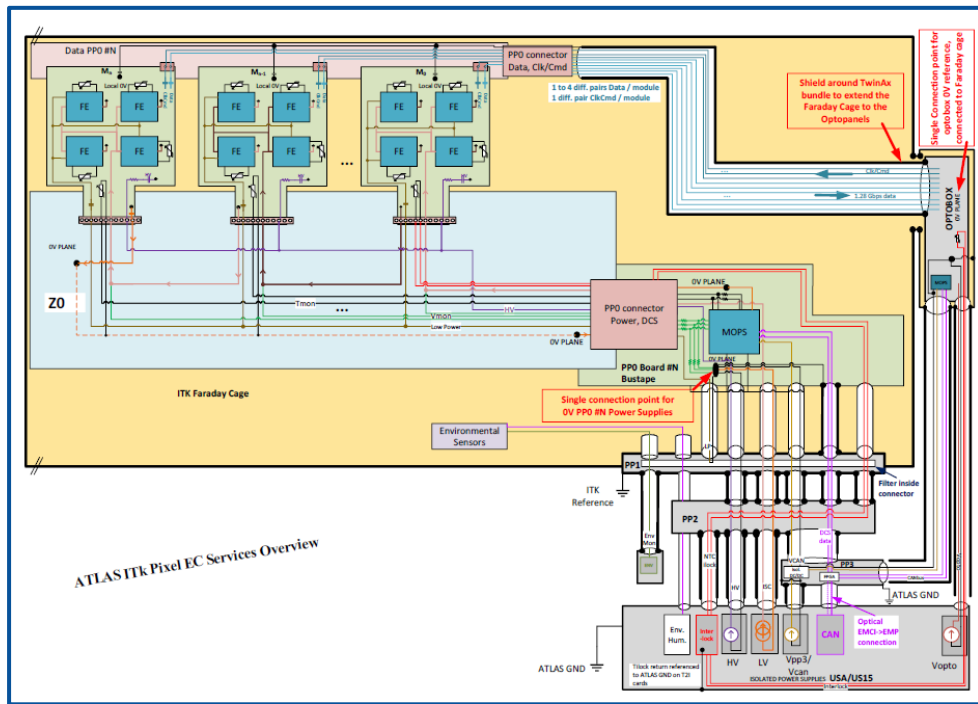 Data PP0 #N
Local 0V
Local 0V
Local 0V
FE FE
FE FE
FE FE
FE FE
FE FE
FE FE
...
PP0 connector
Data, Clk/Cmd
1 to 4 diff. pairs Data / module
1 diff. pair ClkCmd / module
Shield around TwinAx
bundle to extend the
Faraday Cage to the
Optopanels
Single Connection point for
optobox 0V reference,
connected to Faraday cage
...
Clk/Cmd
...
1.28 Gbps data
OPTOBOX
0V PLANE
MOPS
0V PLANE
Z0
Tmon
...
HV
Vmon
Low Power
0V PLANE
PP0 connector
Power, DCS
0V PLANE
MOPS
0V PLANE
PP0 Board #N
Bustape
ITK Faraday Cage
Single connection point for
0V PP0 #N Power Supplies
Environmental
Sensors
PP1
ITK
Reference
Filter inside
connector
PP2
Env
Mon
NTC
ilock
HV
ISC
VCAN
DCS
data
PP3
FPGA
CANbus
ATLAS GND
ATLAS ITk Pixel EC Services Overview
ATLAS GND
Env.
Hum.
Inter
-lock
HV
LV
Vpp3/
Vcan
CAN
Optical
EMCI->EMP
connection
Vopto
Tilock return referenced
to ATLAS GND on T2I
cards
ISOLATED POWER SUPPLIES USA/US15
Interlock